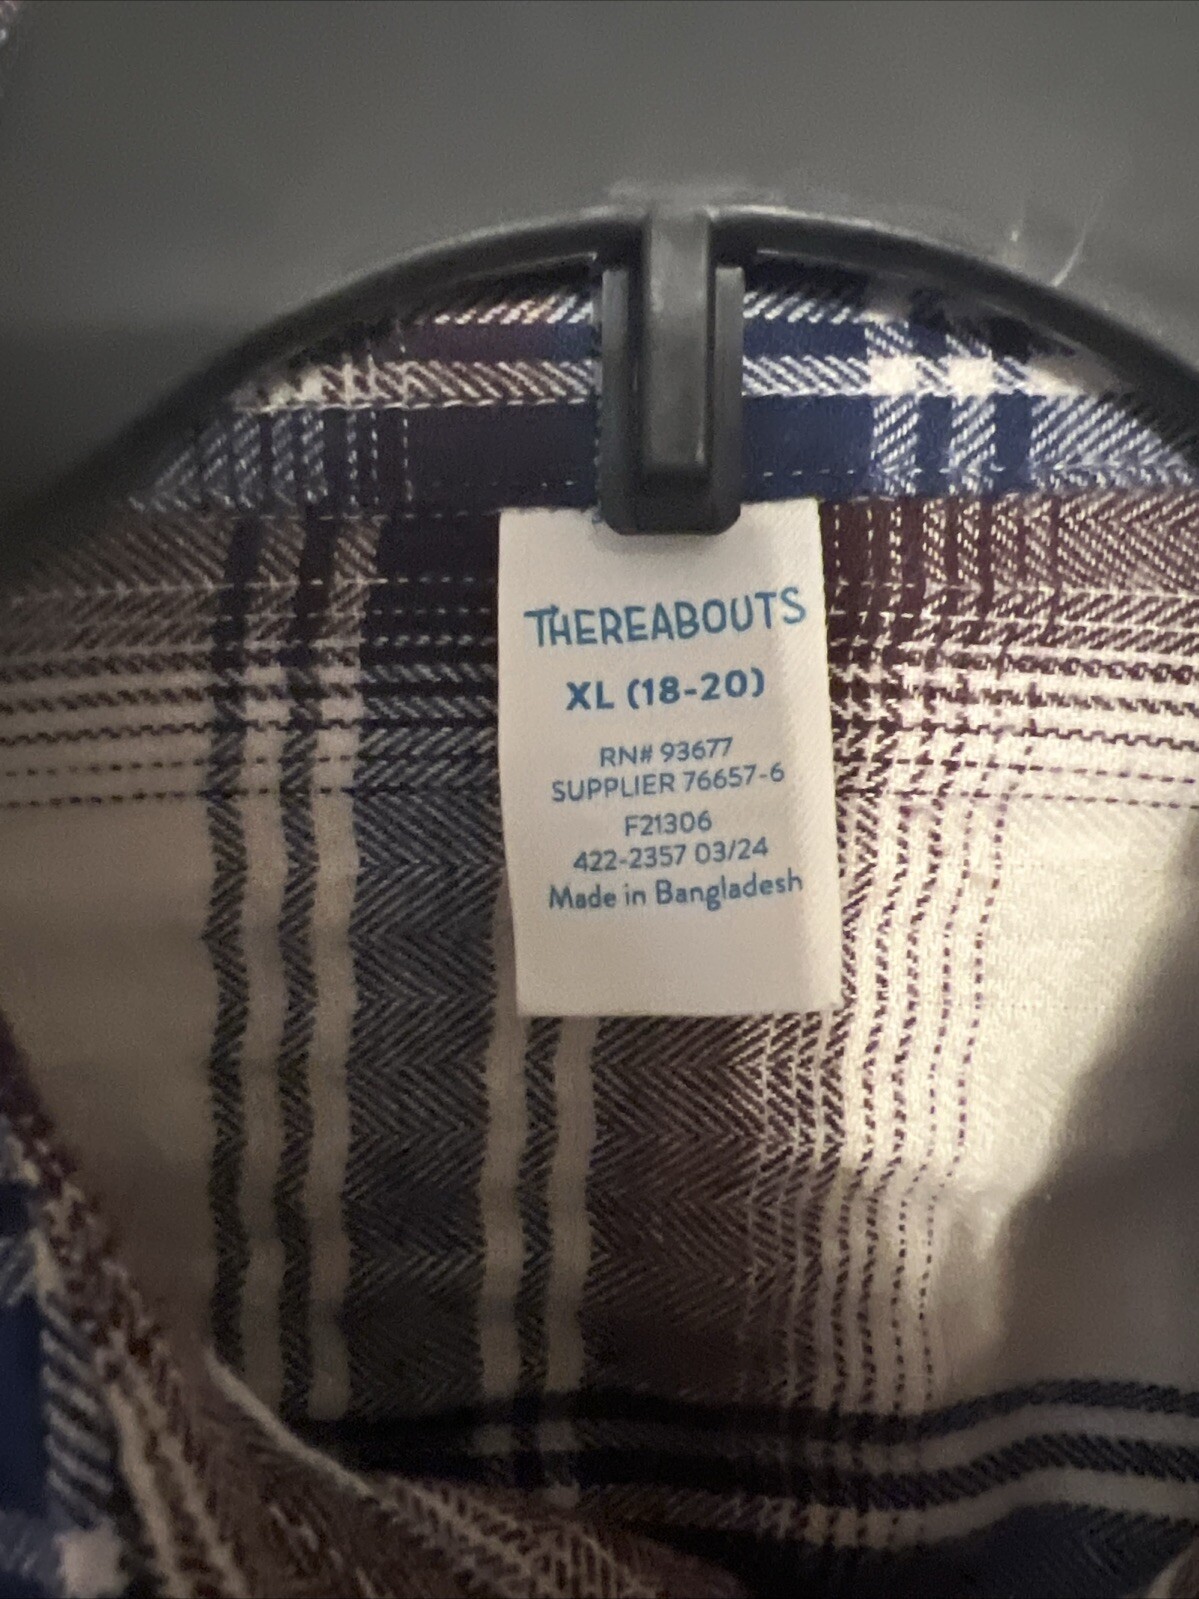 THEREABOUTS
XL (18-20)
RN# 93677
SUPPLIER 76657-6
F21306
422-2357 03/24
Made in Bangladesh